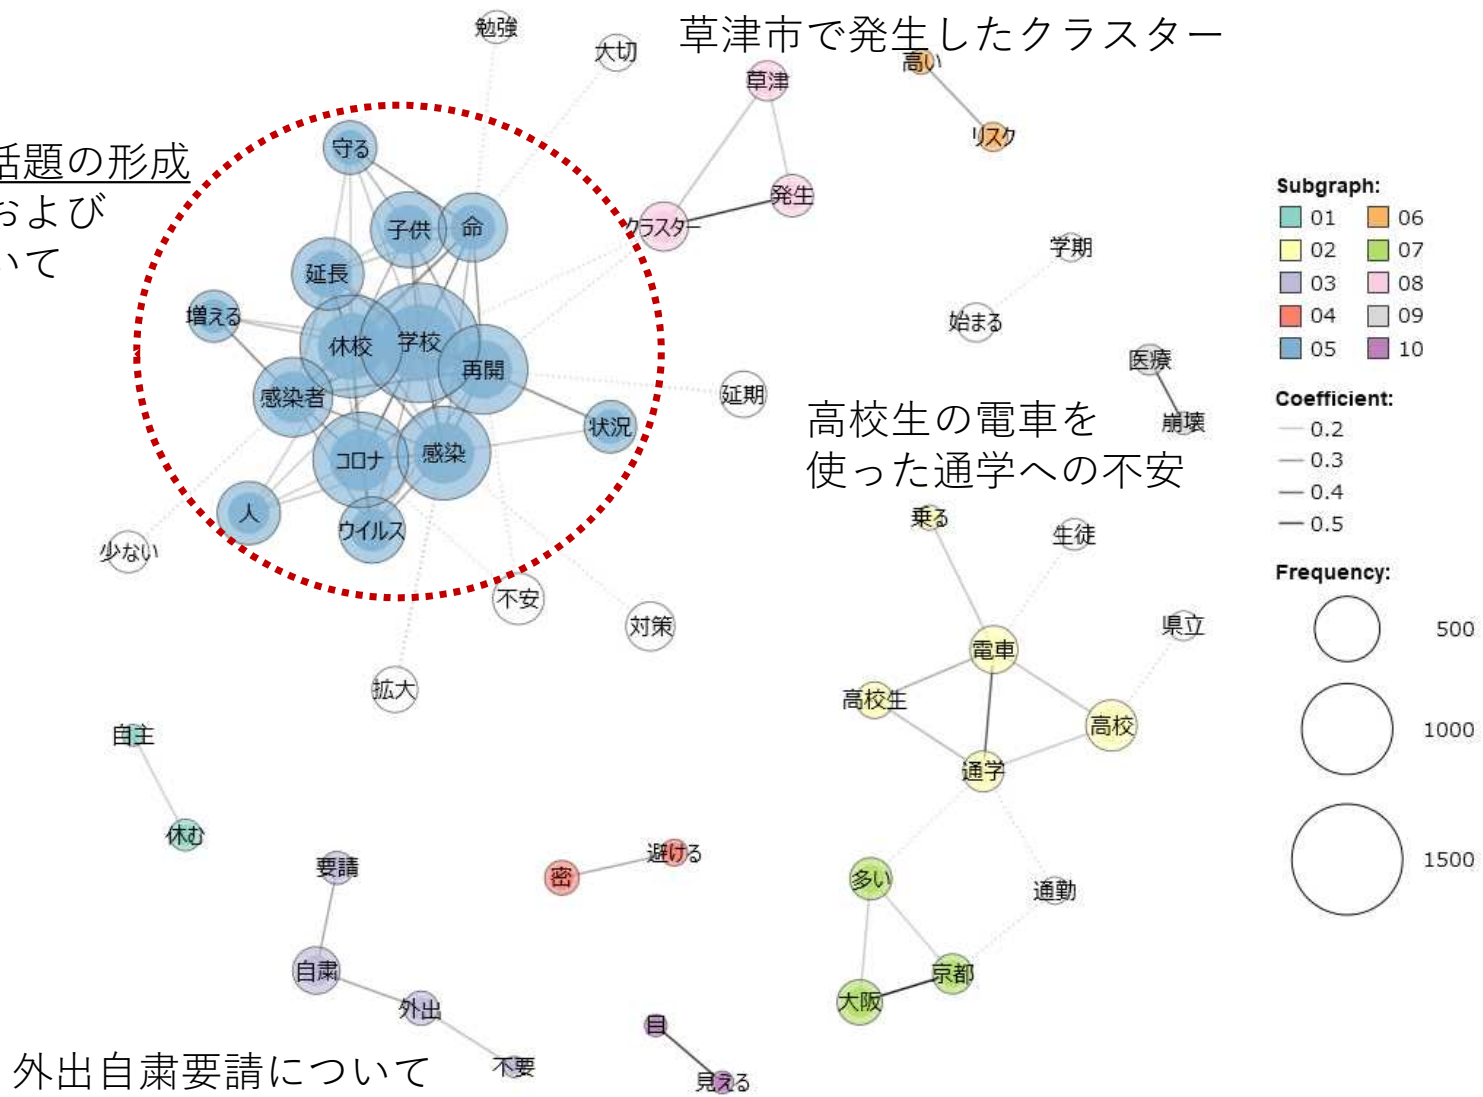 草津市で発生したクラスター
話題の形成
および
いて
高校生の電車を
使った通学への不安
外出自粛要請について
勉強
大切
草津
高い
リスク
守る
発生
子供
命
クラスター
学期
延長
増える
始まる
休校
学校
再開
医療
感染者
延期
崩壊
状況
コロナ
感染
人
ウイルス
乗る
生徒
少ない
不安
対策
県立
電車
拡大
高校生
高校
自主
通学
休む
要請
密
避ける
多い
通勤
自粛
京都
外出
大阪
目
不要
見える
Subgraph:
01 06
02 07
03 08
04 09
05 10
Coefficient:
0.2
0.3
0.4
0.5
Frequency:
500
1000
1500